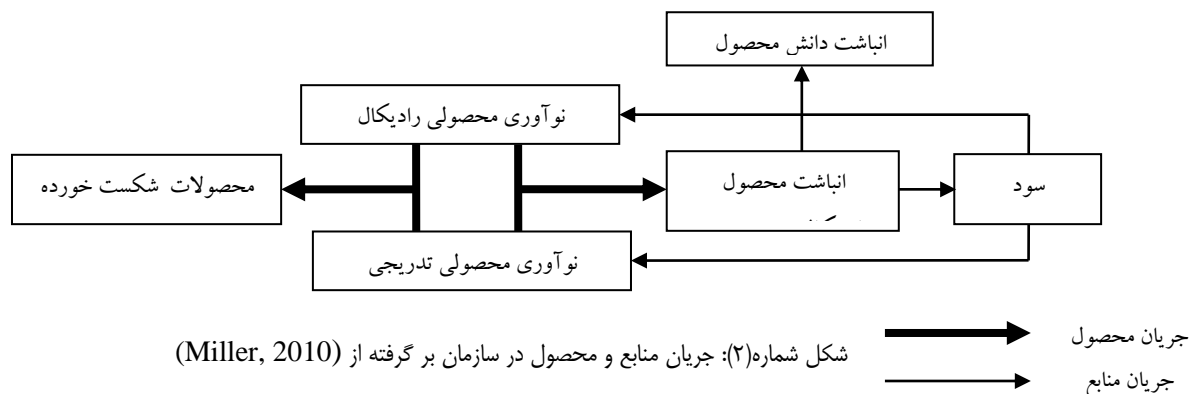 انباشت دانش محصول
نوآوری محصولی رادیکال
محصولات شکست خورده
انباشت محصول
سود
نوآوری محصولی تدریجی
جریان محصول
شکل شماره(۲): جریان منابع و محصول در سازمان بر گرفته از (Miller, 2010)
جریان منابع